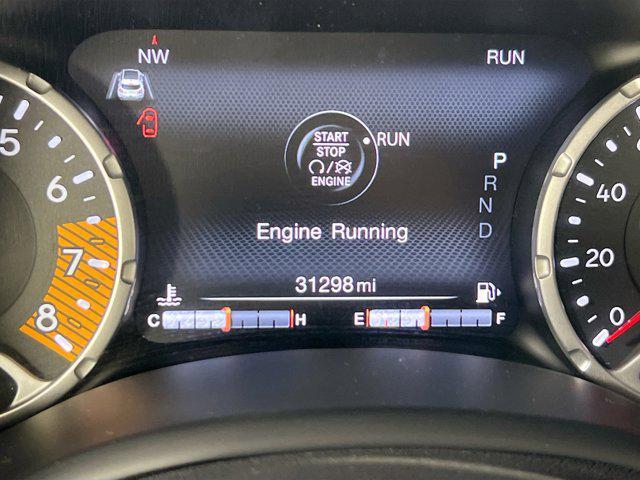 NW
RUN
START
STOP
ENGINE
RUN
P
R
N
D
Engine Running
31298 mi
C H
E F
5
6
7
8
40
20
0